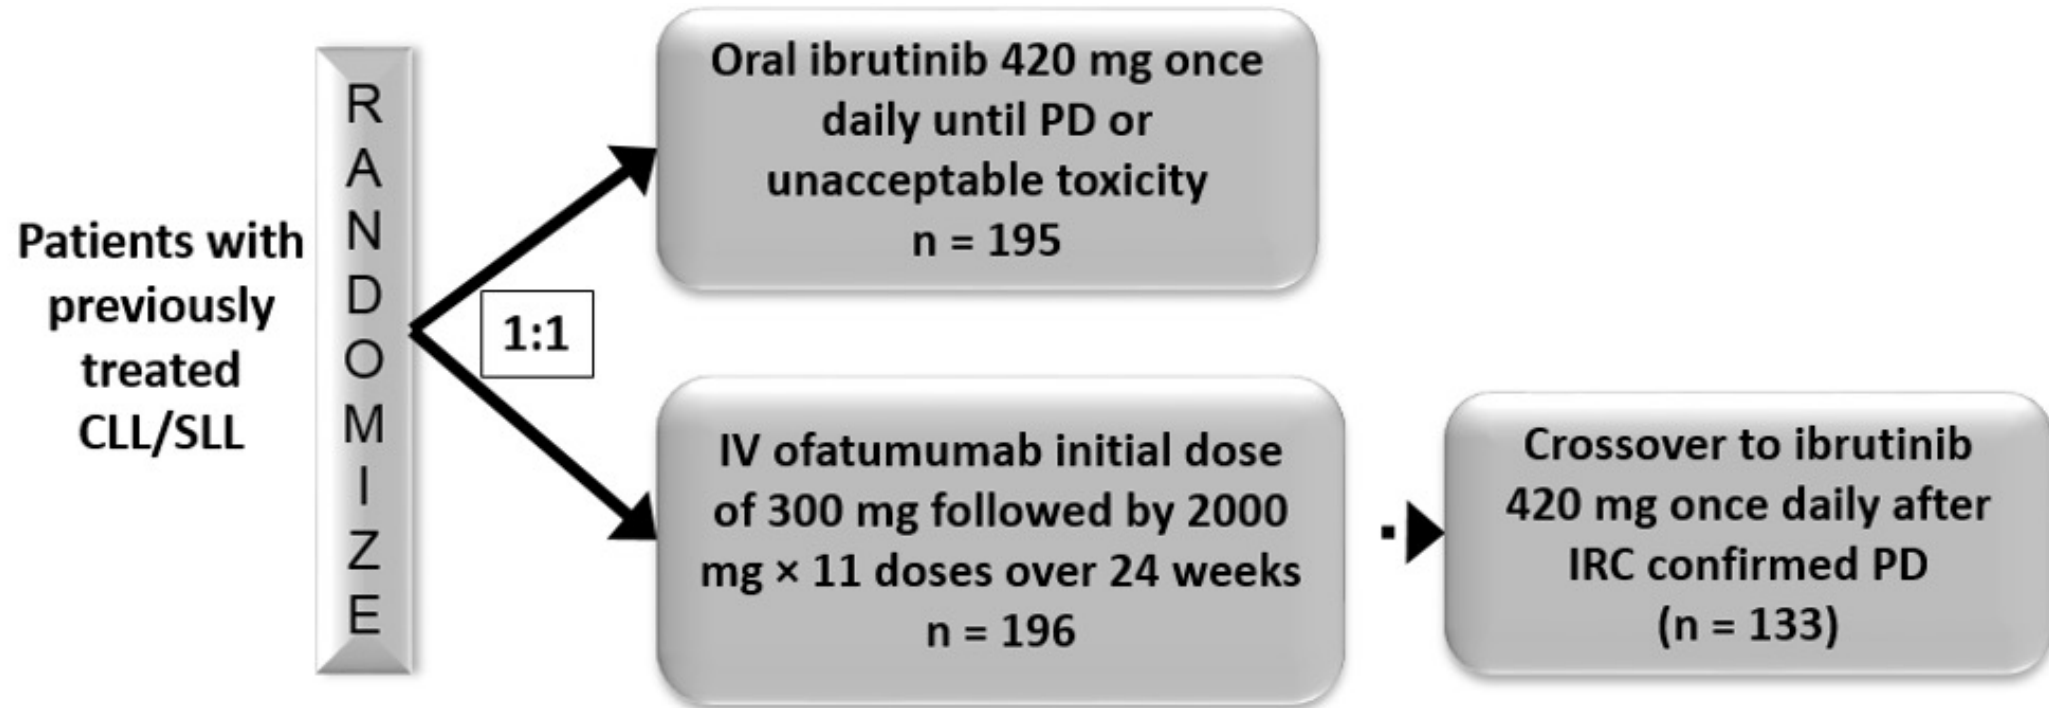 Patients with
previously
treated
CLL/SLL
R
A
N
D
O
M
I
Z
E
1:1
Oral ibrutinib 420 mg once
daily until PD or
unacceptable toxicity
n = 195
IV ofatumumab initial dose
of 300 mg followed by 2000
mg × 11 doses over 24 weeks
n = 196
Crossover to ibrutinib
420 mg once daily after
IRC confirmed PD
(n = 133)